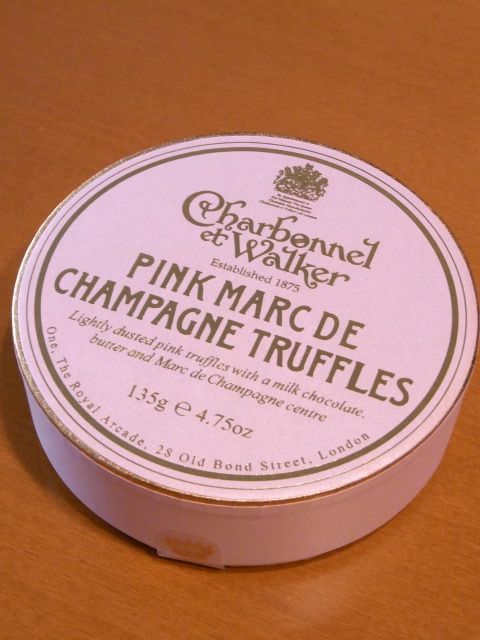 Charbonnel
et Walker
Established 1875
PINK MARC DE
CHAMPAGNE TRUFFLES
Lightly dusted pink truffles with a milk chocolate,
butter and Marc de Champagne centre
135g e 4.75oz
One, The Royal Arcade, 28 Old Bond Street, London